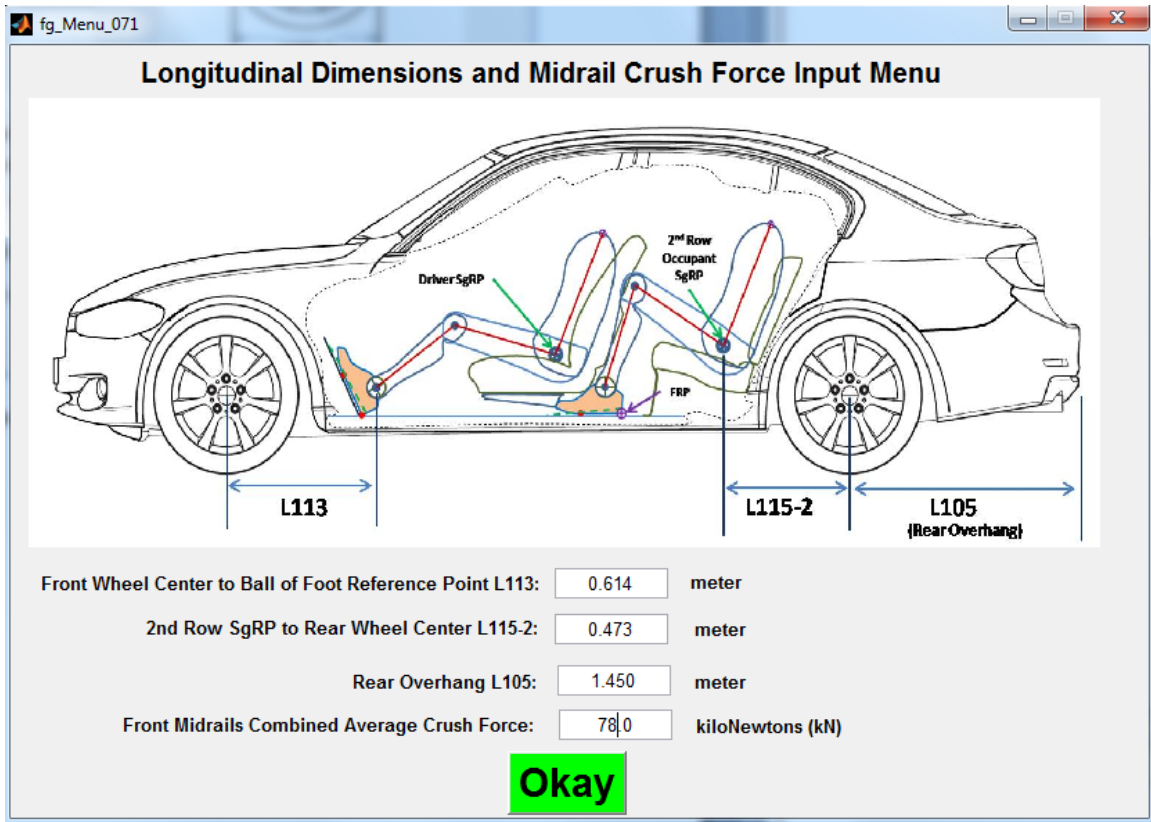 fg_Menu_071
Longitudinal Dimensions and Midrail Crush Force Input Menu
Driver SgRP
2nd Row
Occupant
SgRP
FRP
L113
L115-2
L105
(Rear Overhang)
Front Wheel Center to Ball of Foot Reference Point L113: 0.614 meter
2nd Row SgRP to Rear Wheel Center L115-2: 0.473 meter
Rear Overhang L105: 1.450 meter
Front Midrails Combined Average Crush Force: 78.0 kiloNewtons (kN)
Okay